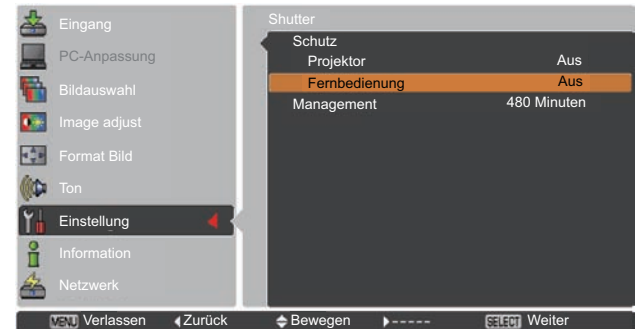 Eingang
PC-Anpassung
Bildauswahl
Image adjust
Format Bild
Ton
Einstellung
Information
Netzwerk
Shutter
Schutz
Projektor Aus
Fernbedienung Aus
Management 480 Minuten
MENU Verlassen Zurück Bewegen ----- SELECT Weiter